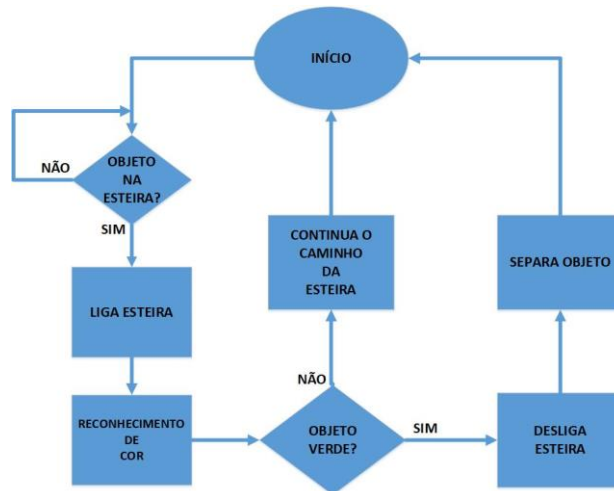 INÍCIO
NÃO
OBJETO
NA
ESTEIRA?
SIM
LIGA ESTEIRA
RECONHECIMENTO
DE
COR
OBJETO
VERDE?
NÃO
CONTINUA O
CAMINHO
DA
ESTEIRA
SIM
DESLIGA
ESTEIRA
SEPARA OBJETO